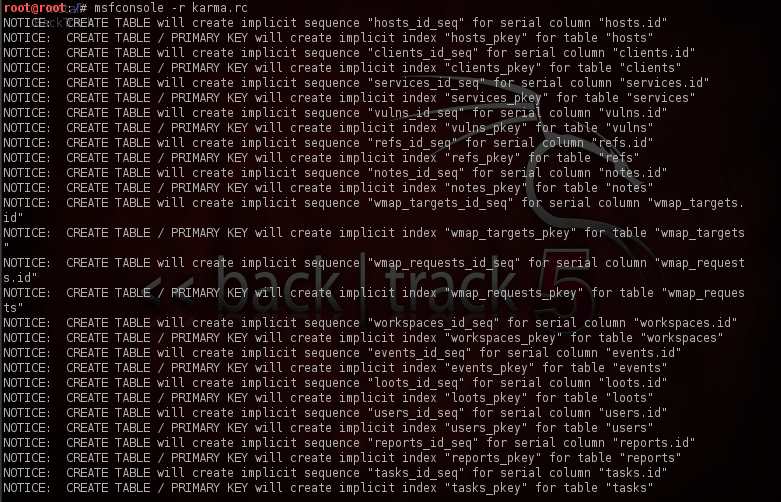 root@root:/# msfconsole -r karma.rc
NOTICE:  CREATE TABLE will create implicit sequence "hosts_id_seq" for serial column "hosts.id"
NOTICE:  CREATE TABLE / PRIMARY KEY will create implicit index "hosts_pkey" for table "hosts"
NOTICE:  CREATE TABLE will create implicit sequence "clients_id_seq" for serial column "clients.id"
NOTICE:  CREATE TABLE / PRIMARY KEY will create implicit index "clients_pkey" for table "clients"
NOTICE:  CREATE TABLE will create implicit sequence "services_id_seq" for serial column "services.id"
NOTICE:  CREATE TABLE / PRIMARY KEY will create implicit index "services_pkey" for table "services"
NOTICE:  CREATE TABLE will create implicit sequence "vulns_id_seq" for serial column "vulns.id"
NOTICE:  CREATE TABLE / PRIMARY KEY will create implicit index "vulns_pkey" for table "vulns"
NOTICE:  CREATE TABLE will create implicit sequence "refs_id_seq" for serial column "refs.id"
NOTICE:  CREATE TABLE / PRIMARY KEY will create implicit index "refs_pkey" for table "refs"
NOTICE:  CREATE TABLE will create implicit sequence "notes_id_seq" for serial column "notes.id"
NOTICE:  CREATE TABLE / PRIMARY KEY will create implicit index "notes_pkey" for table "notes"
NOTICE:  CREATE TABLE will create implicit sequence "wmap_targets_id_seq" for serial column "wmap_targets.
id"
NOTICE:  CREATE TABLE / PRIMARY KEY will create implicit index "wmap_targets_pkey" for table "wmap_targets
"
NOTICE:  CREATE TABLE will create implicit sequence "wmap_requests_id_seq" for serial column "wmap_request
s.id"
NOTICE:  CREATE TABLE / PRIMARY KEY will create implicit index "wmap_requests_pkey" for table "wmap_reques
ts"
NOTICE:  CREATE TABLE will create implicit sequence "workspaces_id_seq" for serial column "workspaces.id"
NOTICE:  CREATE TABLE / PRIMARY KEY will create implicit index "workspaces_pkey" for table "workspaces"
NOTICE:  CREATE TABLE will create implicit sequence "events_id_seq" for serial column "events.id"
NOTICE:  CREATE TABLE / PRIMARY KEY will create implicit index "events_pkey" for table "events"
NOTICE:  CREATE TABLE will create implicit sequence "loots_id_seq" for serial column "loots.id"
NOTICE:  CREATE TABLE / PRIMARY KEY will create implicit index "loots_pkey" for table "loots"
NOTICE:  CREATE TABLE will create implicit sequence "users_id_seq" for serial column "users.id"
NOTICE:  CREATE TABLE / PRIMARY KEY will create implicit index "users_pkey" for table "users"
NOTICE:  CREATE TABLE will create implicit sequence "reports_id_seq" for serial column "reports.id"
NOTICE:  CREATE TABLE / PRIMARY KEY will create implicit index "reports_pkey" for table "reports"
NOTICE:  CREATE TABLE will create implicit sequence "tasks_id_seq" for serial column "tasks.id"
NOTICE:  CREATE TABLE / PRIMARY KEY will create implicit index "tasks_pkey" for table "tasks"
<< back | track 5